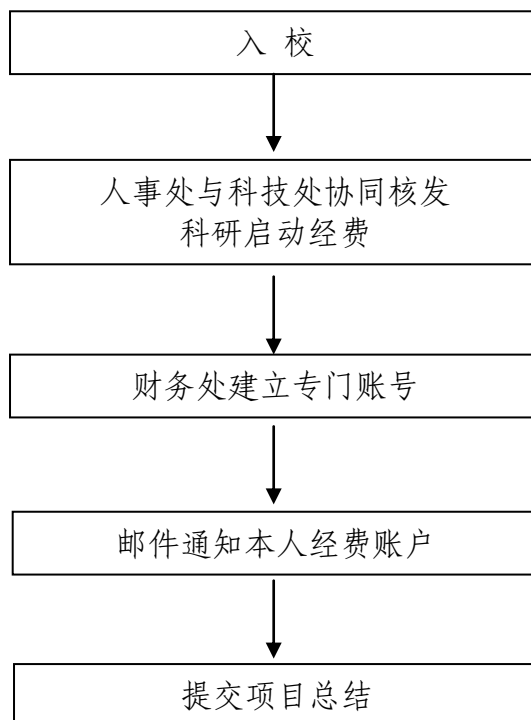 入 校
人事处与科技处协同核发
科研启动经费
财务处建立专门账号
邮件通知本人经费账户
提交项目总结